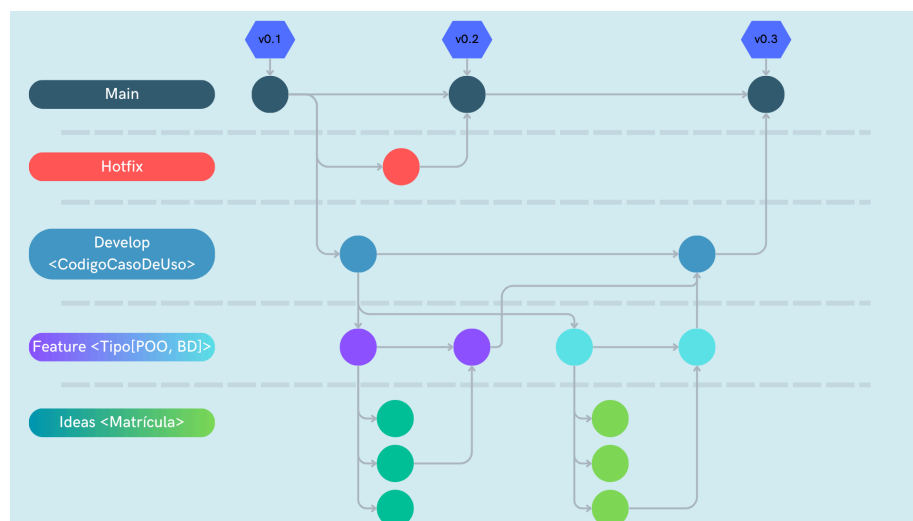 v0.1
v0.2
v0.3
Main
Hotfix
Develop
<CodigoCasoDeUso>
Feature <Tipo[POO, BD]>
Ideas <Matrícula>